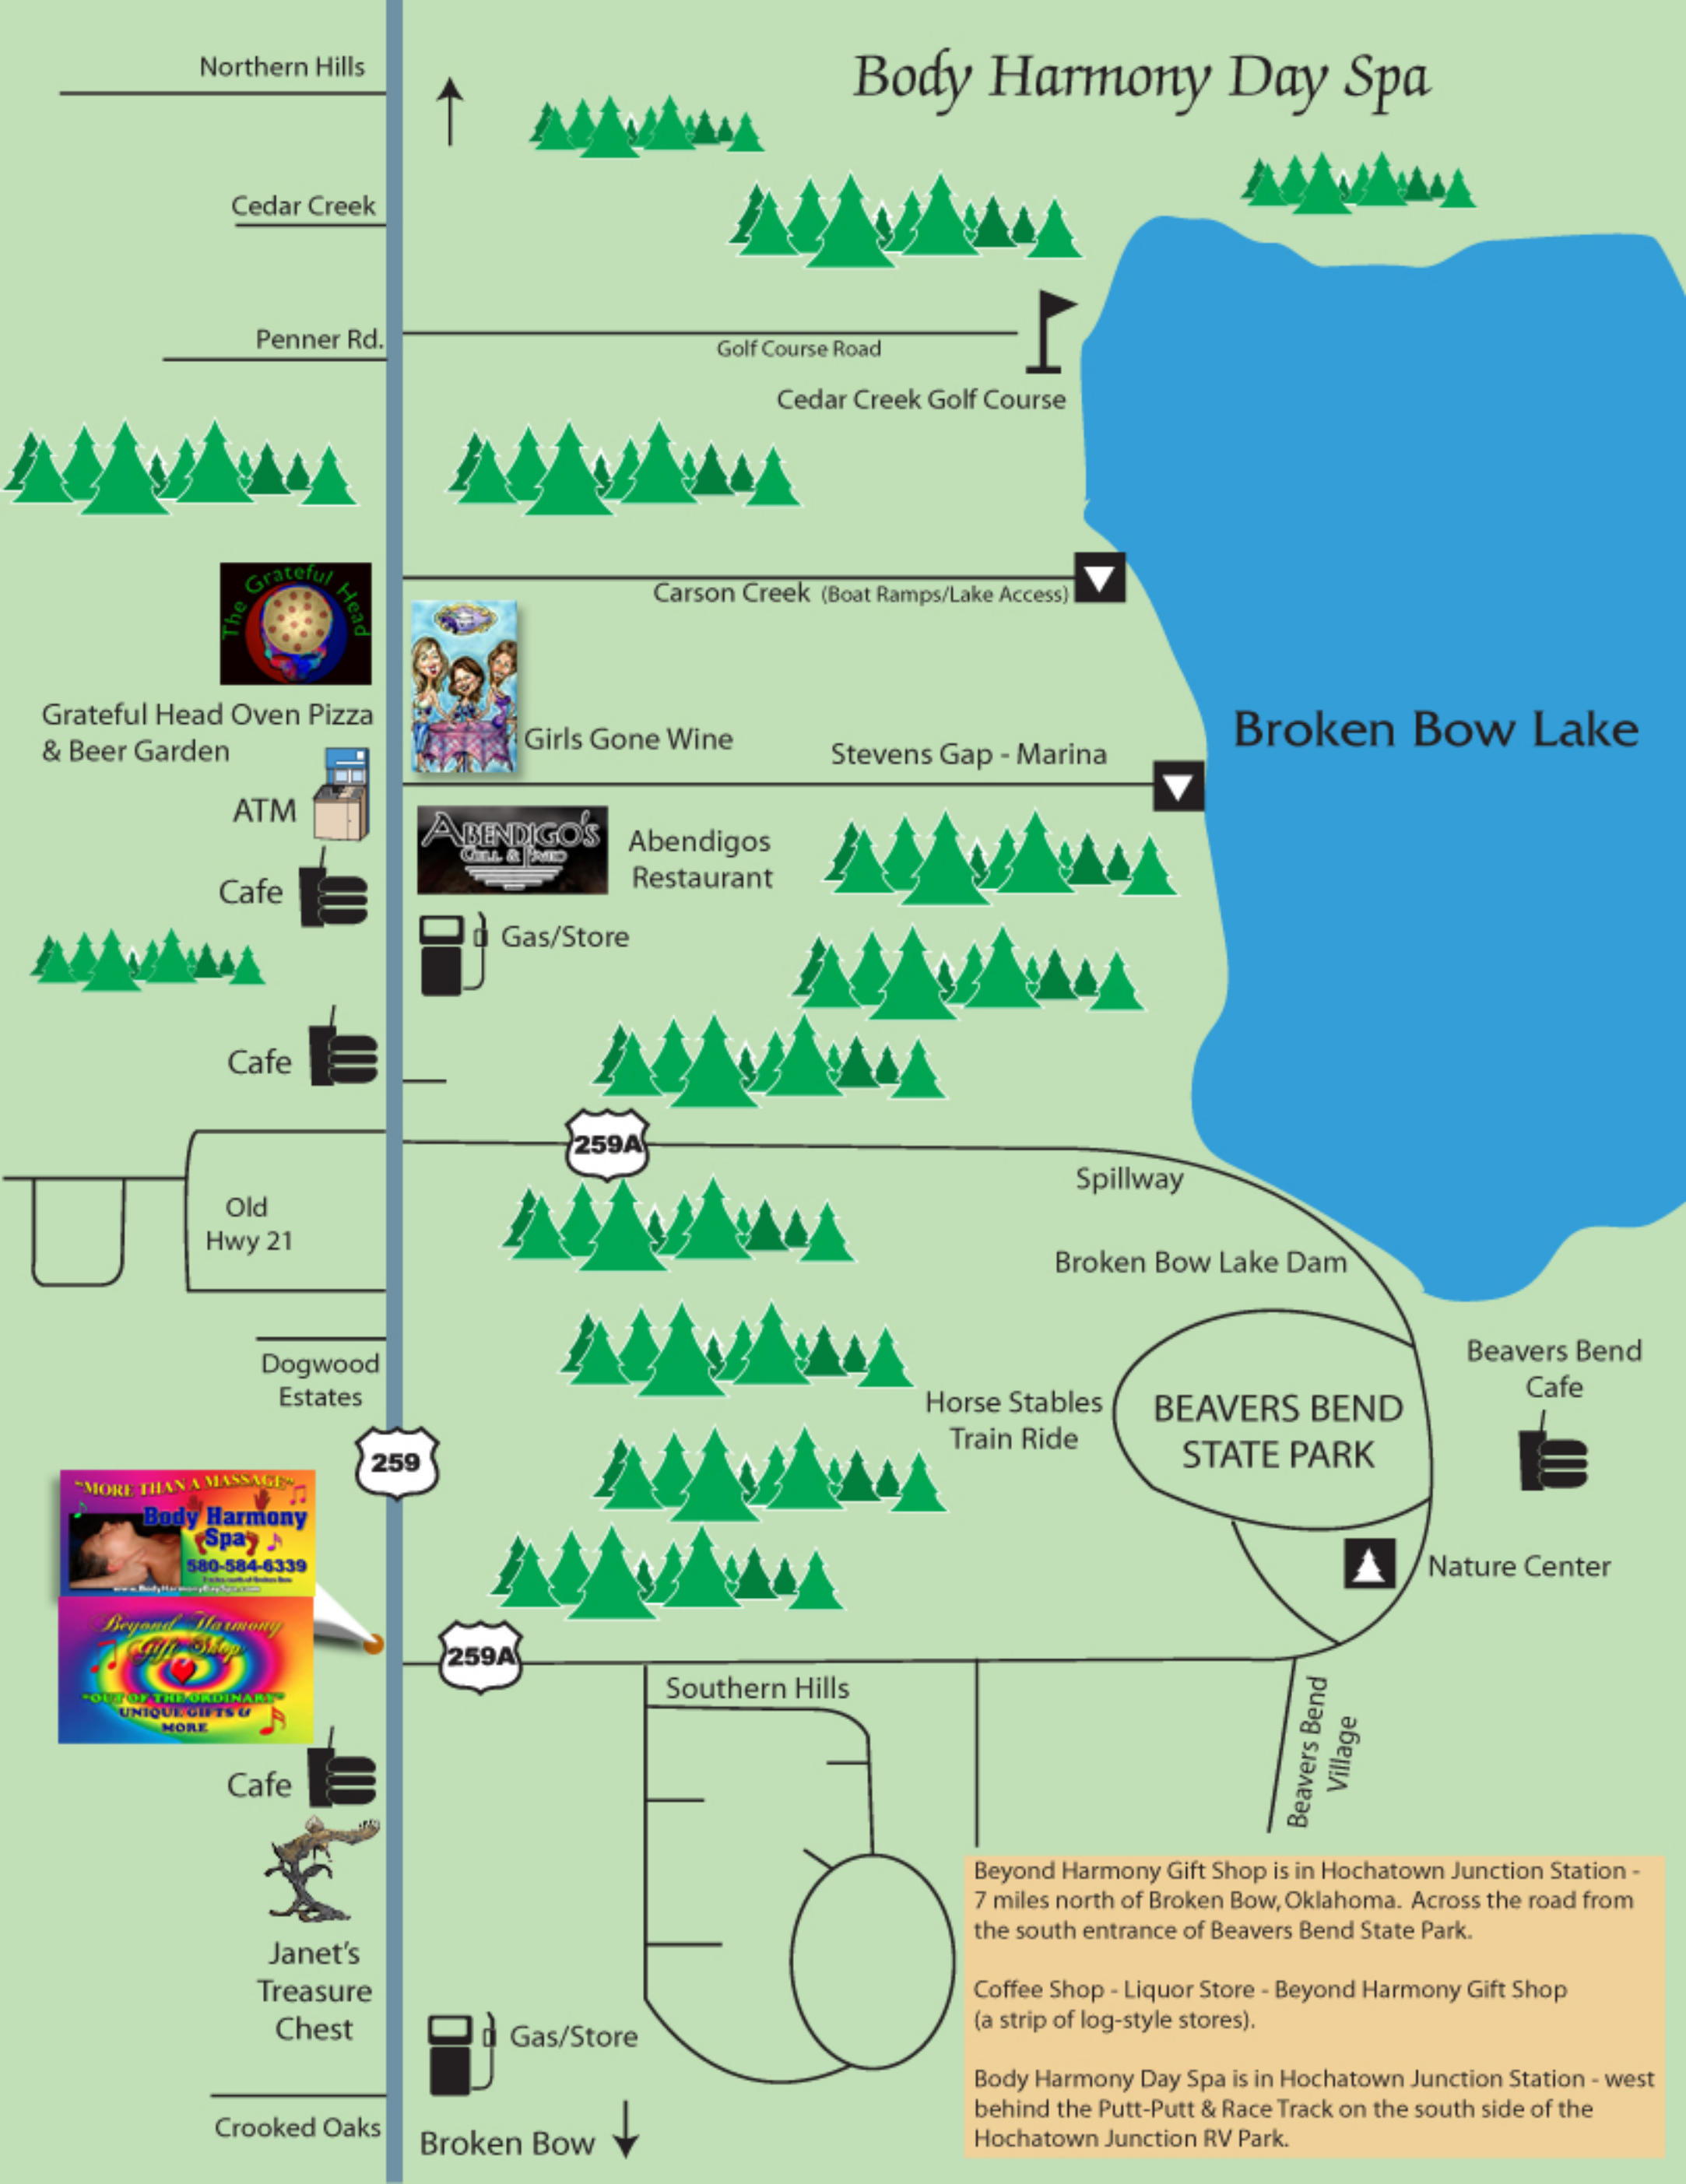 Body Harmony Day Spa
Northern Hills
Cedar Creek
Penner Rd.
Golf Course Road
Cedar Creek Golf Course
The Grateful Head
Carson Creek (Boat Ramps/Lake Access)
Grateful Head Oven Pizza
& Beer Garden
Girls Gone Wine
Stevens Gap - Marina
Broken Bow Lake
ATM
ABENDIGO'S
GRILL & PATIO
Abendigos
Restaurant
Cafe
Gas/Store
Cafe
259A
Spillway
Old
Hwy 21
Broken Bow Lake Dam
Dogwood
Estates
Beavers Bend
Cafe
Horse Stables
Train Ride
BEAVERS BEND
STATE PARK
259
"MORE THAN A MASSAGE"
Body Harmony
Spa
580-584-6339
www.BodyHarmonyDaySpa.com
Nature Center
Beyond Harmony
Gift Shop
"OUT OF THE ORDINARY"
UNIQUE GIFTS &
MORE
259A
Southern Hills
Beavers Bend
Village
Cafe
Janet's
Treasure
Chest
Gas/Store
Crooked Oaks
Broken Bow
Beyond Harmony Gift Shop is in Hochatown Junction Station -
7 miles north of Broken Bow, Oklahoma. Across the road from
the south entrance of Beavers Bend State Park.
Coffee Shop - Liquor Store - Beyond Harmony Gift Shop
(a strip of log-style stores).
Body Harmony Day Spa is in Hochatown Junction Station - west
behind the Putt-Putt & Race Track on the south side of the
Hochatown Junction RV Park.